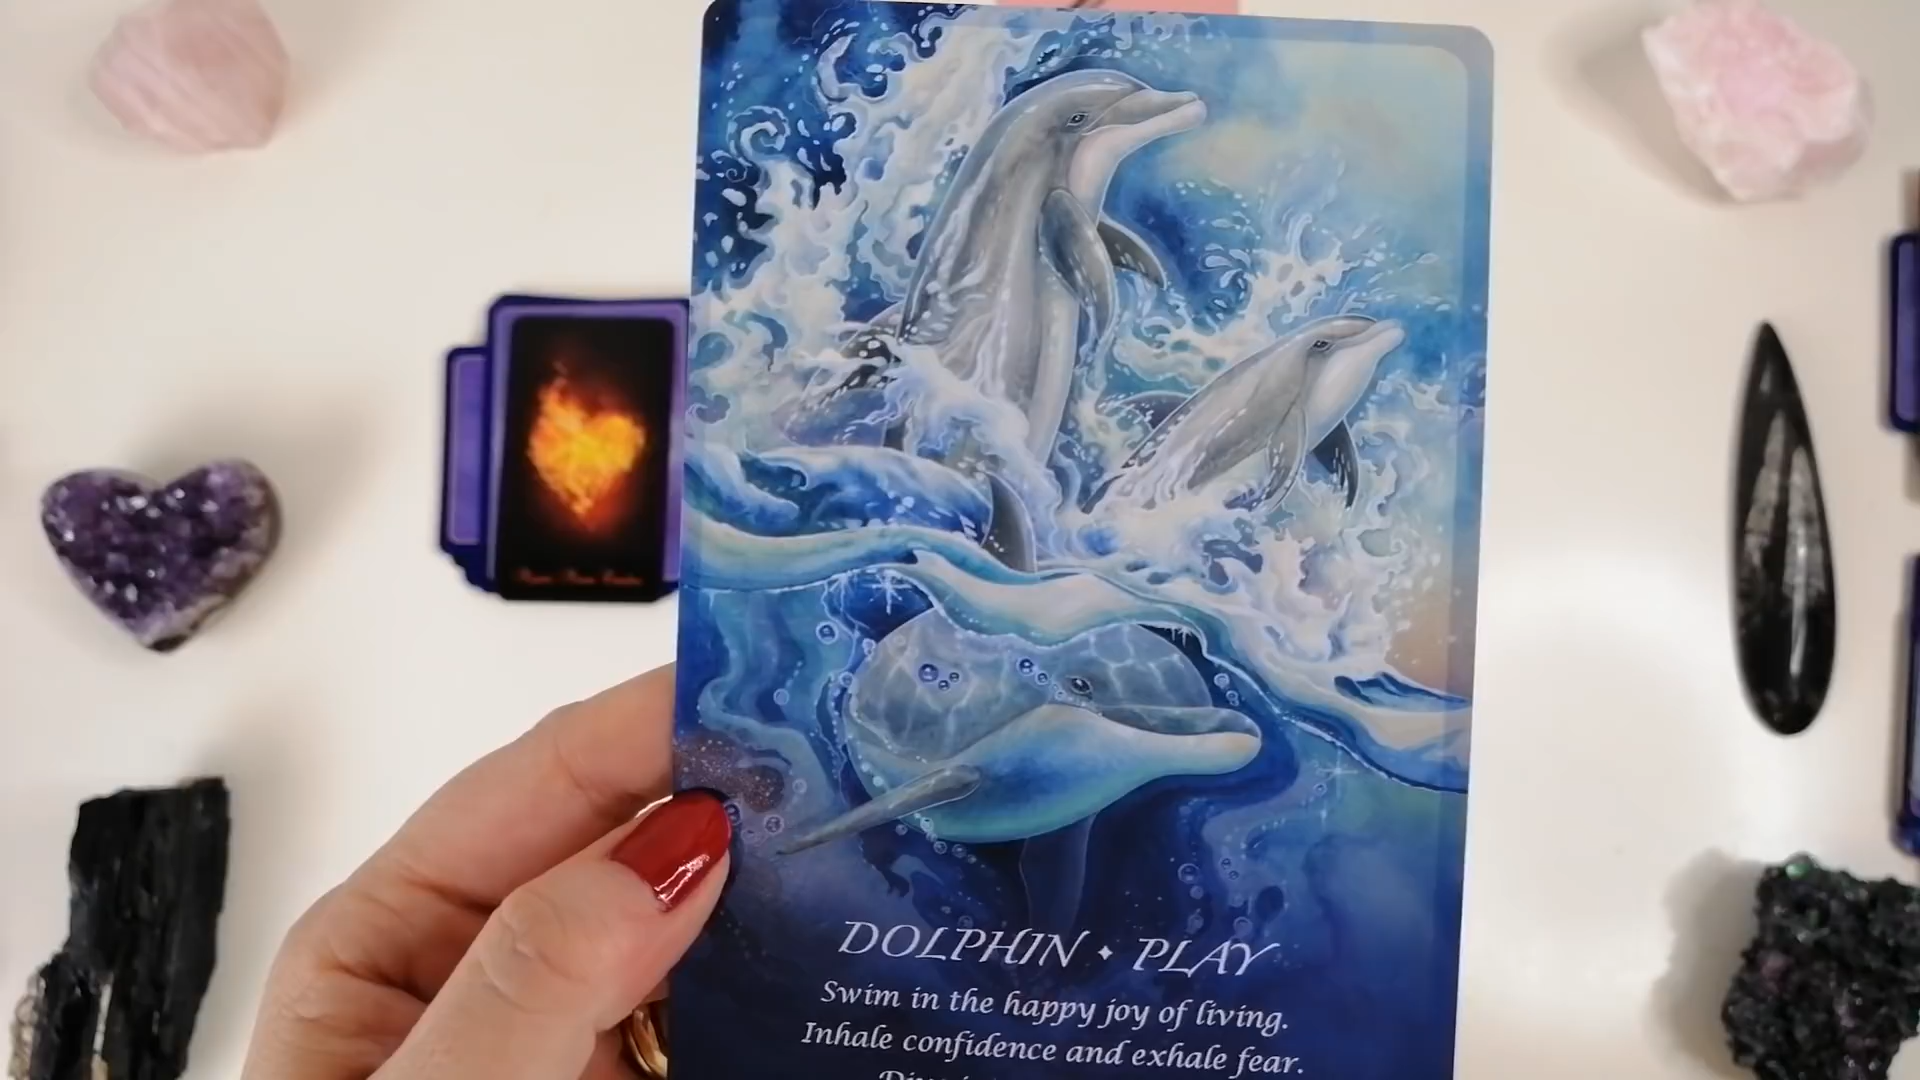 DOLPHIN ✦ PLAY
Swim in the happy joy of living.
Inhale confidence and exhale fear.